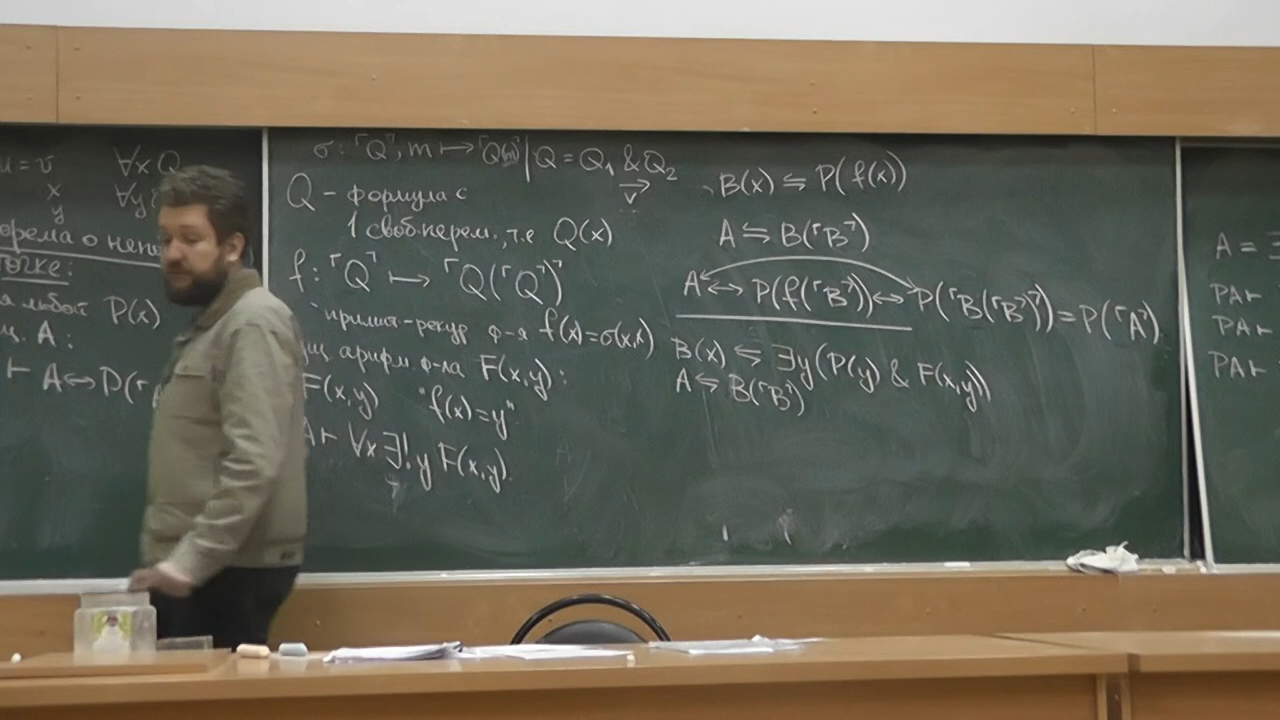 u = v ∀x Q
x ∀y
y
орема о непо
точке:
я любой P(x)
A:
⊢ A ↔ P(⌜
σ: ⌜Q⌝, m ⟼ ⌜Q(m)⌝ | Q = Q₁ & Q₂
Q – формула с
1 своб. перем., т.е Q(x)
f: ⌜Q⌝ ⟼ ⌜Q(⌜Q⌝)⌝
примит-рекур ф-я f(x) = σ(x,x)
арифм ф-ла F(x,y):
F(x,y) "f(x) = y"
A ⊢ ∀x ∃! y F(x,y)
B(x) ⇋ P(f(x))
A ⇋ B(⌜B⌝)
A ↔ P(f(⌜B⌝)) ↔ P(⌜B(⌜B⌝)⌝) = P(⌜A⌝)
B(x) ⇋ ∃y (P(y) & F(x,y))
A ⇋ B(⌜B⌝)
A =
PA ⊢
PA ⊢
PA ⊢